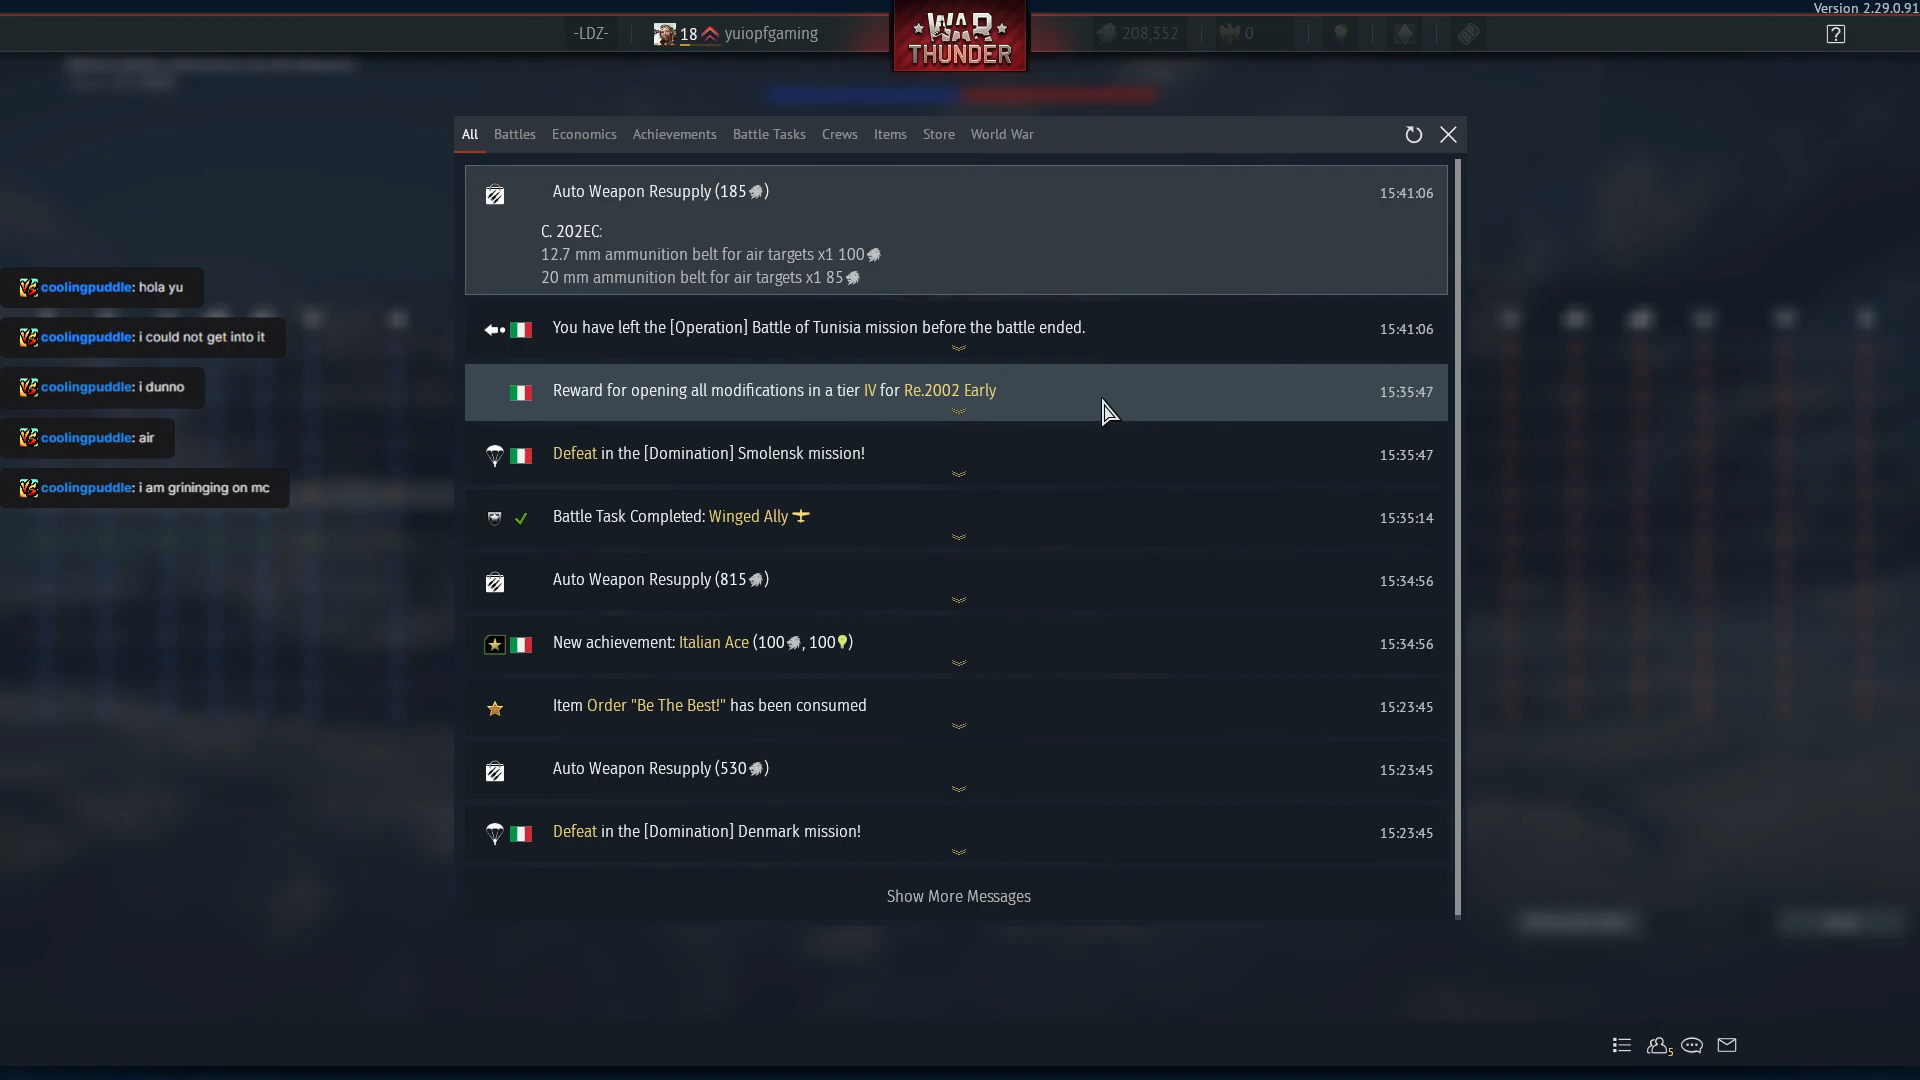 Version 2.29.0.91
-LDZ-
18 yuiopfgaming
WAR THUNDER
208,352
0
All Battles Economics Achievements Battle Tasks Crews Items Store World War
Auto Weapon Resupply (185) 15:41:06
C. 202EC:
12.7 mm ammunition belt for air targets x1 100
20 mm ammunition belt for air targets x1 85
You have left the [Operation] Battle of Tunisia mission before the battle ended. 15:41:06
Reward for opening all modifications in a tier IV for Re.2002 Early 15:35:47
Defeat in the [Domination] Smolensk mission! 15:35:47
Battle Task Completed: Winged Ally 15:35:14
Auto Weapon Resupply (815) 15:34:56
New achievement: Italian Ace (100, 100) 15:34:56
Item Order "Be The Best!" has been consumed 15:23:45
Auto Weapon Resupply (530) 15:23:45
Defeat in the [Domination] Denmark mission! 15:23:45
Show More Messages
coolingpuddle: hola yu
coolingpuddle: i could not get into it
coolingpuddle: i dunno
coolingpuddle: air
coolingpuddle: i am grininging on mc
5